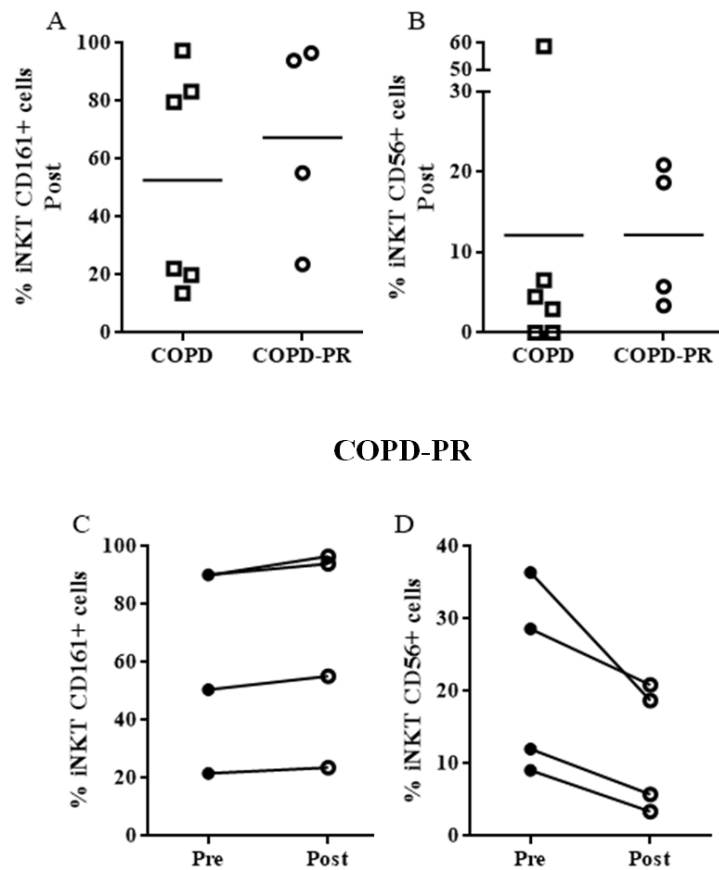 A
% iNKT CD161+ cells
Post
100
80
60
40
20
0
COPD
COPD-PR
B
% iNKT CD56+ cells
Post
60
50
30
20
10
0
COPD
COPD-PR
COPD-PR
C
% iNKT CD161+ cells
100
80
60
40
20
0
Pre
Post
D
% iNKT CD56+ cells
40
30
20
10
0
Pre
Post